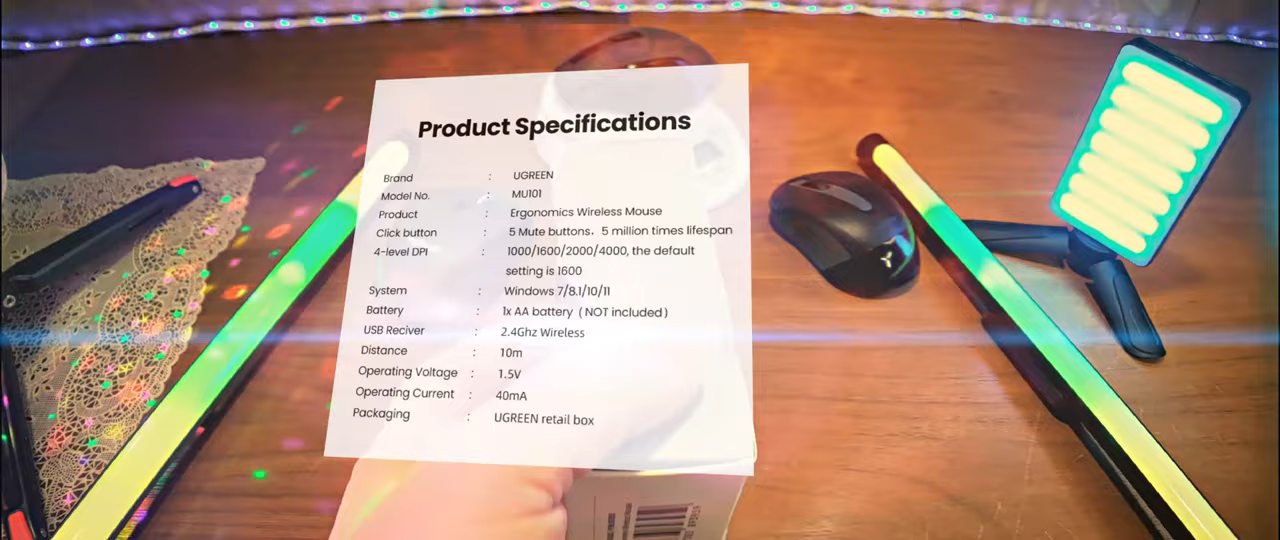 Product Specifications
Brand : UGREEN
Model No. : MU101
Product : Ergonomics Wireless Mouse
Click button : 5 Mute buttons, 5 million times lifespan
4-level DPI : 1000/1600/2000/4000, the default
setting is 1600
System : Windows 7/8.1/10/11
Battery : 1x AA battery ( NOT included )
USB Reciver : 2.4Ghz Wireless
Distance : 10m
Operating Voltage : 1.5V
Operating Current : 40mA
Packaging : UGREEN retail box